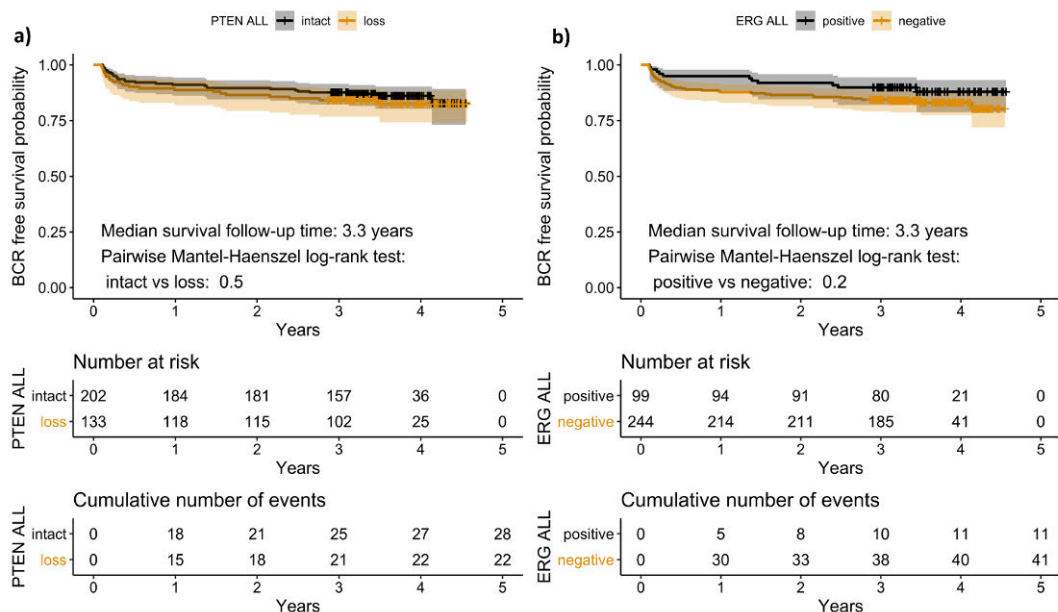 PTEN ALL intact loss
a)
BCR free survival probability
1.00
0.75
0.50
0.25
0.00
Median survival follow-up time: 3.3 years
Pairwise Mantel-Haenszel log-rank test:
intact vs loss: 0.5
0 1 2 3 4 5
Years
Number at risk
PTEN ALL
intact 202 184 181 157 36 0
loss 133 118 115 102 25 0
0 1 2 3 4 5
Years
Cumulative number of events
PTEN ALL
intact 0 18 21 25 27 28
loss 0 15 18 21 22 22
0 1 2 3 4 5
Years
ERG ALL positive negative
b)
BCR free survival probability
1.00
0.75
0.50
0.25
0.00
Median survival follow-up time: 3.3 years
Pairwise Mantel-Haenszel log-rank test:
positive vs negative: 0.2
0 1 2 3 4 5
Years
Number at risk
ERG ALL
positive 99 94 91 80 21 0
negative 244 214 211 185 41 0
0 1 2 3 4 5
Years
Cumulative number of events
ERG ALL
positive 0 5 8 10 11 11
negative 0 30 33 38 40 41
0 1 2 3 4 5
Years